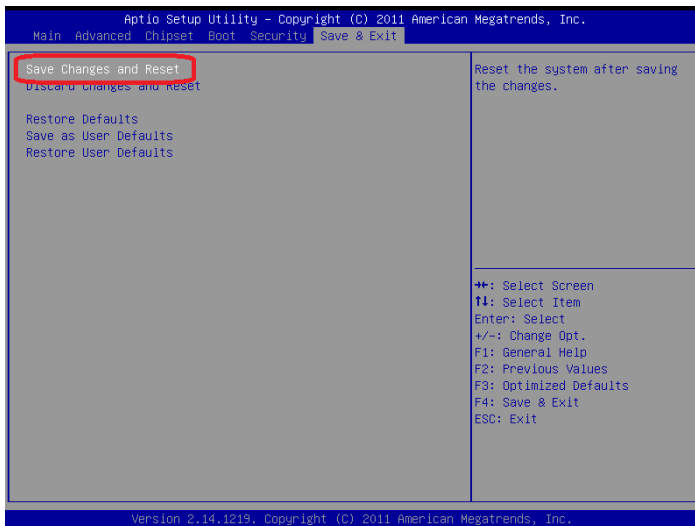 Aptio Setup Utility – Copyright (C) 2011 American Megatrends, Inc.
Main Advanced Chipset Boot Security Save & Exit
Save Changes and Reset
Discard Changes and Reset
Restore Defaults
Save as User Defaults
Restore User Defaults
Reset the system after saving
the changes.
→←: Select Screen
↑↓: Select Item
Enter: Select
+/-: Change Opt.
F1: General Help
F2: Previous Values
F3: Optimized Defaults
F4: Save & Exit
ESC: Exit
Version 2.14.1219. Copyright (C) 2011 American Megatrends, Inc.